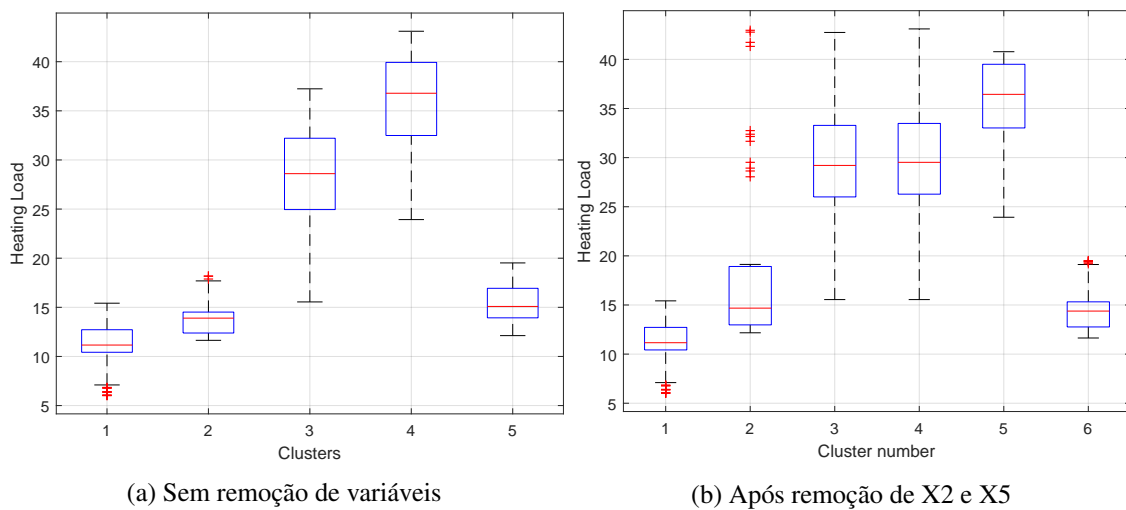 40
35
30
25
20
15
10
5
Heating Load
1 2 3 4 5
Clusters
(a) Sem remoção de variáveis
40
35
30
25
20
15
10
5
Heating Load
1 2 3 4 5 6
Cluster number
(b) Após remoção de X2 e X5